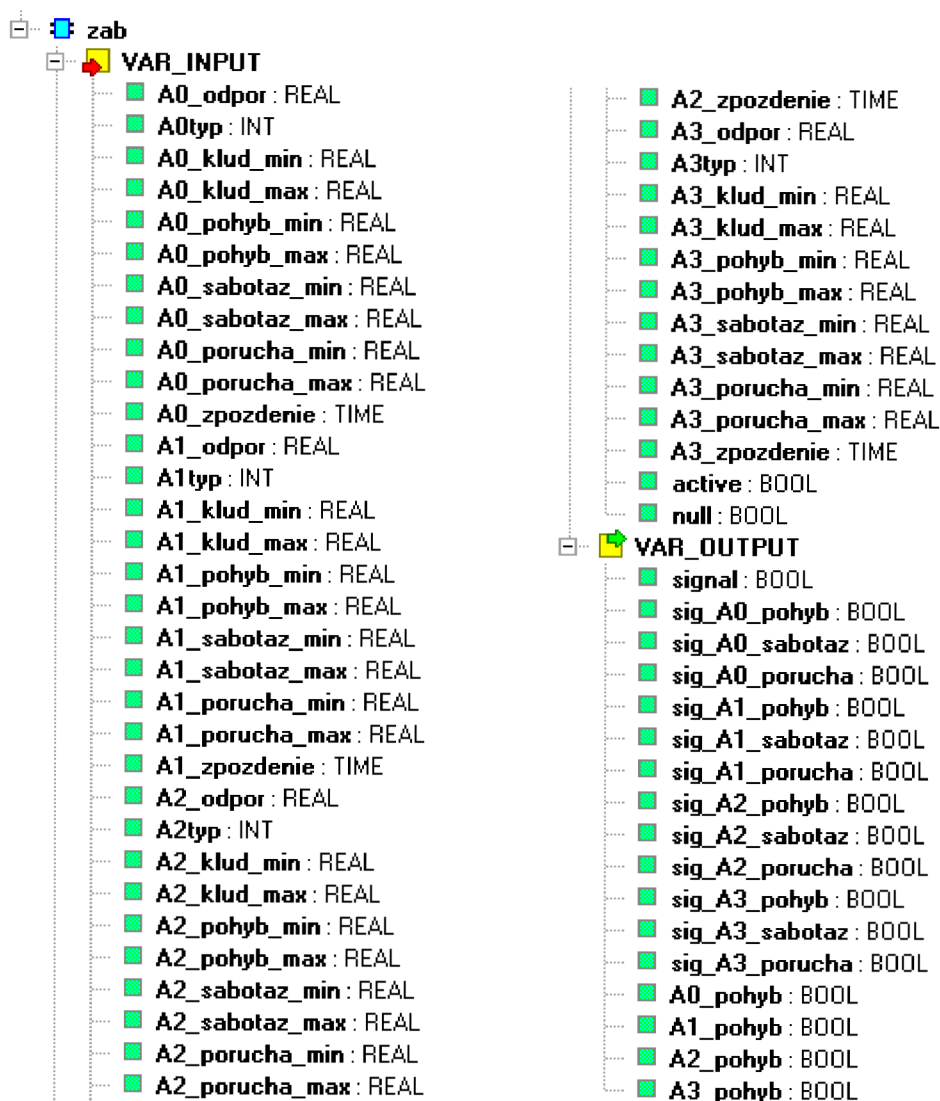 zab
VAR_INPUT
A0_odpor : REAL
A0typ : INT
A0_klud_min : REAL
A0_klud_max : REAL
A0_pohyb_min : REAL
A0_pohyb_max : REAL
A0_sabotaz_min : REAL
A0_sabotaz_max : REAL
A0_porucha_min : REAL
A0_porucha_max : REAL
A0_zpozdenie : TIME
A1_odpor : REAL
A1typ : INT
A1_klud_min : REAL
A1_klud_max : REAL
A1_pohyb_min : REAL
A1_pohyb_max : REAL
A1_sabotaz_min : REAL
A1_sabotaz_max : REAL
A1_porucha_min : REAL
A1_porucha_max : REAL
A1_zpozdenie : TIME
A2_odpor : REAL
A2typ : INT
A2_klud_min : REAL
A2_klud_max : REAL
A2_pohyb_min : REAL
A2_pohyb_max : REAL
A2_sabotaz_min : REAL
A2_sabotaz_max : REAL
A2_porucha_min : REAL
A2_porucha_max : REAL
A2_zpozdenie : TIME
A3_odpor : REAL
A3typ : INT
A3_klud_min : REAL
A3_klud_max : REAL
A3_pohyb_min : REAL
A3_pohyb_max : REAL
A3_sabotaz_min : REAL
A3_sabotaz_max : REAL
A3_porucha_min : REAL
A3_porucha_max : REAL
A3_zpozdenie : TIME
active : BOOL
null : BOOL
VAR_OUTPUT
signal : BOOL
sig_A0_pohyb : BOOL
sig_A0_sabotaz : BOOL
sig_A0_porucha : BOOL
sig_A1_pohyb : BOOL
sig_A1_sabotaz : BOOL
sig_A1_porucha : BOOL
sig_A2_pohyb : BOOL
sig_A2_sabotaz : BOOL
sig_A2_porucha : BOOL
sig_A3_pohyb : BOOL
sig_A3_sabotaz : BOOL
sig_A3_porucha : BOOL
A0_pohyb : BOOL
A1_pohyb : BOOL
A2_pohyb : BOOL
A3_pohyb : BOOL